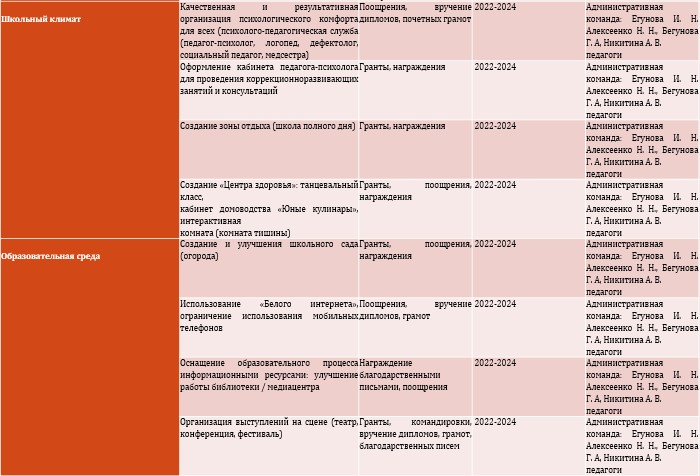 Школьный климат
Качественная и результативная
организация психологического комфорта
для всех (психолого-педагогическая служба
(педагог-психолог, логопед, дефектолог,
социальный педагог, медсестра)
Поощрения, вручение
дипломов, почетных грамот
2022-2024
Административная
команда: Егунова И. Н.
Алексеенко Н. Н., Бегунова
Г. А, Никитина А. В.
педагоги
Оформление кабинета педагога-психолога
для проведения коррекционноразвивающих
занятий и консультаций
Гранты, награждения
2022-2024
Административная
команда: Егунова И. Н.
Алексеенко Н. Н., Бегунова
Г. А, Никитина А. В.
педагоги
Создание зоны отдыха (школа полного дня)
Гранты, награждения
2022-2024
Административная
команда: Егунова И. Н.
Алексеенко Н. Н., Бегунова
Г. А, Никитина А. В.
педагоги
Создание «Центра здоровья»: танцевальный
класс,
кабинет домоводства «Юные кулинары»,
интерактивная
комната (комната тишины)
Гранты, поощрения,
награждения
2022-2024
Административная
команда: Егунова И. Н.
Алексеенко Н. Н., Бегунова
Г. А, Никитина А. В.
педагоги
Образовательная среда
Создание и улучшения школьного сада
(огорода)
Гранты, поощрения,
награждения
2022-2024
Административная
команда: Егунова И. Н.
Алексеенко Н. Н., Бегунова
Г. А, Никитина А. В.
педагоги
Использование «Белого интернета»,
ограничение использования мобильных
телефонов
Поощрения, вручение
дипломов, грамот
2022-2024
Административная
команда: Егунова И. Н.
Алексеенко Н. Н., Бегунова
Г. А, Никитина А. В.
педагоги
Оснащение образовательного процесса
информационными ресурсами: улучшение
работы библиотеки / медиацентра
Награждение
благодарственными
письмами, поощрения
2022-2024
Административная
команда: Егунова И. Н.
Алексеенко Н. Н., Бегунова
Г. А, Никитина А. В.
педагоги
Организация выступлений на сцене (театр,
конференция, фестиваль)
Гранты, командировки,
вручение дипломов, грамот,
благодарственных писем
2022-2024
Административная
команда: Егунова И. Н.
Алексеенко Н. Н., Бегунова
Г. А, Никитина А. В.
педагоги